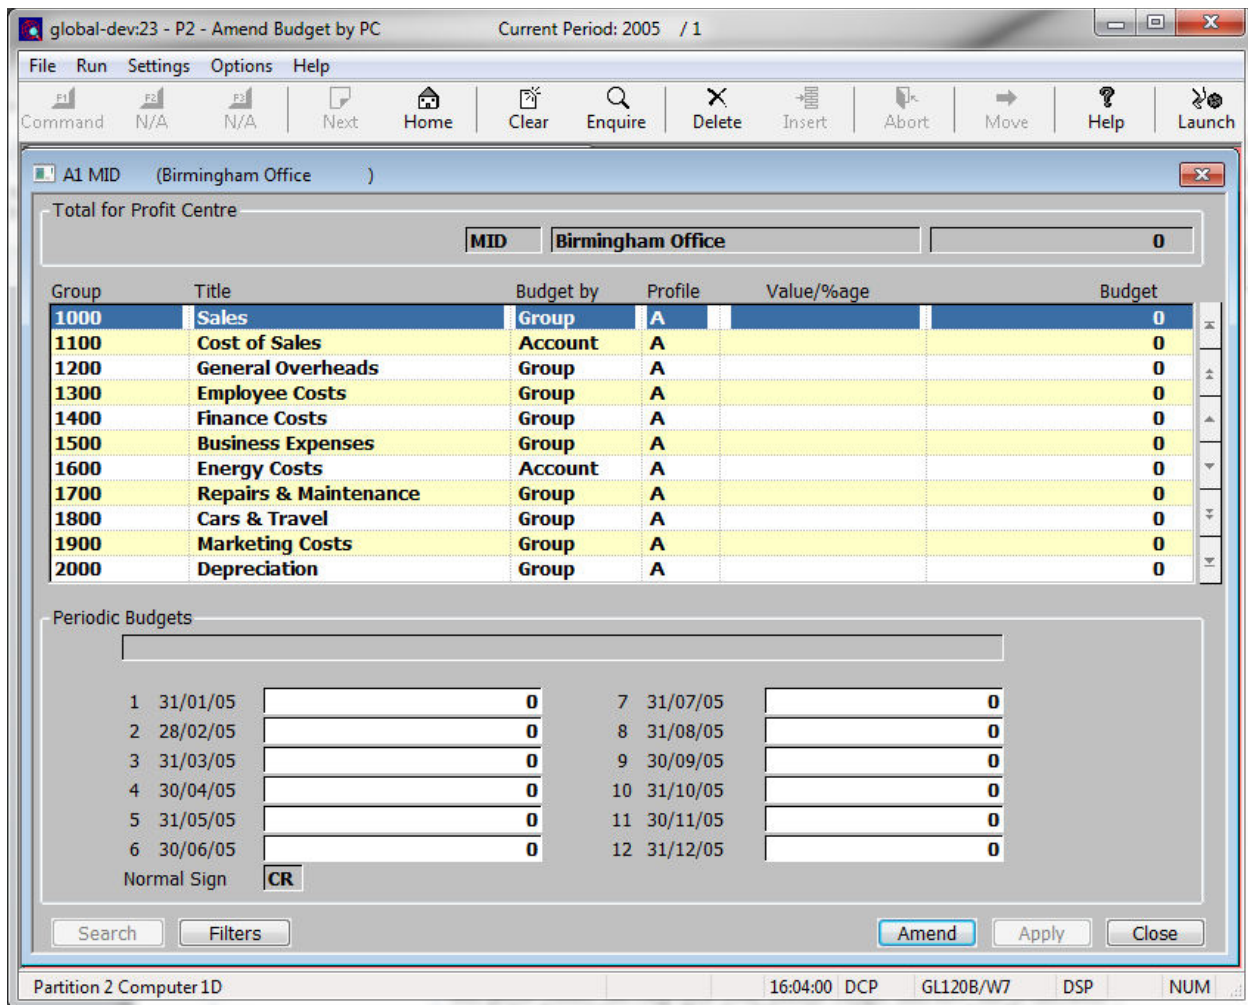 global-dev:23 - P2 - Amend Budget by PC Current Period: 2005 / 1
File Run Settings Options Help
F1 F2 F3
Command N/A N/A Next Home Clear Enquire Delete Insert Abort Move Help Launch
A1 MID (Birmingham Office )
Total for Profit Centre
MID Birmingham Office 0
Group Title Budget by Profile Value/%age Budget
1000 Sales Group A 0
1100 Cost of Sales Account A 0
1200 General Overheads Group A 0
1300 Employee Costs Group A 0
1400 Finance Costs Group A 0
1500 Business Expenses Group A 0
1600 Energy Costs Account A 0
1700 Repairs & Maintenance Group A 0
1800 Cars & Travel Group A 0
1900 Marketing Costs Group A 0
2000 Depreciation Group A 0
Periodic Budgets
1 31/01/05 0 7 31/07/05 0
2 28/02/05 0 8 31/08/05 0
3 31/03/05 0 9 30/09/05 0
4 30/04/05 0 10 31/10/05 0
5 31/05/05 0 11 30/11/05 0
6 30/06/05 0 12 31/12/05 0
Normal Sign CR
Search Filters Amend Apply Close
Partition 2 Computer 1D 16:04:00 DCP GL120B/W7 DSP NUM